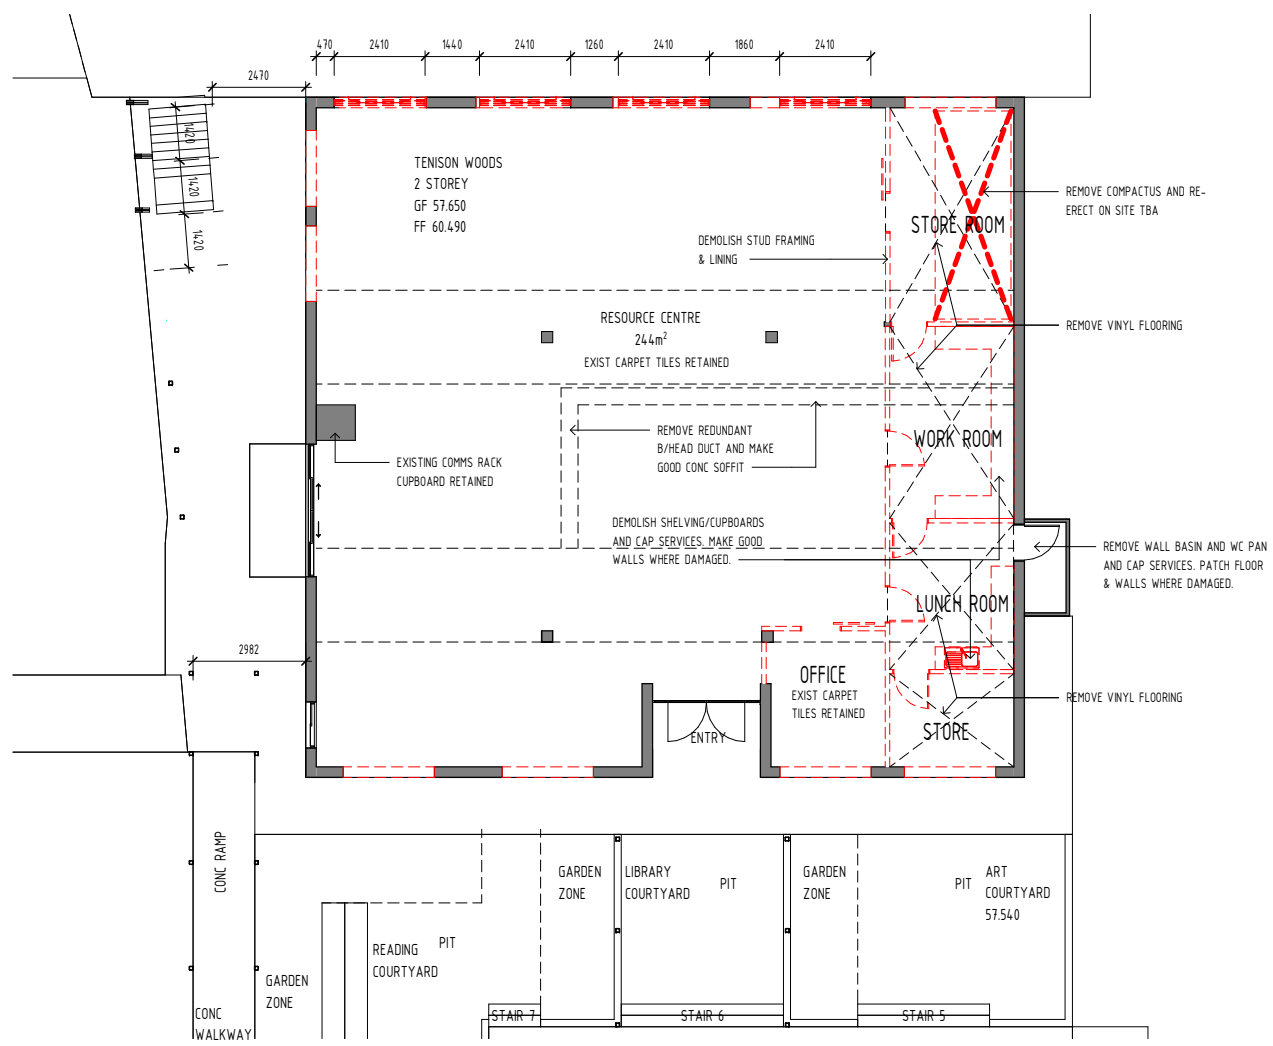 470
2410
1440
2410
1260
2410
1860
2410
2470
1420
1420
1420
TENISON WOODS
2 STOREY
GF 57.650
FF 60.490
REMOVE COMPACTUS AND RE-
ERECT ON SITE TBA
STORE ROOM
DEMOLISH STUD FRAMING
& LINING
RESOURCE CENTRE
244m²
EXIST CARPET TILES RETAINED
REMOVE VINYL FLOORING
REMOVE REDUNDANT
B/HEAD DUCT AND MAKE
GOOD CONC SOFFIT
WORK ROOM
EXISTING COMMS RACK
CUPBOARD RETAINED
DEMOLISH SHELVING/CUPBOARDS
AND CAP SERVICES. MAKE GOOD
WALLS WHERE DAMAGED.
REMOVE WALL BASIN AND WC PAN
AND CAP SERVICES. PATCH FLOOR
& WALLS WHERE DAMAGED.
LUNCH ROOM
2982
OFFICE
EXIST CARPET
TILES RETAINED
REMOVE VINYL FLOORING
STORE
ENTRY
CONC RAMP
GARDEN
ZONE
LIBRARY
COURTYARD
PIT
GARDEN
ZONE
PIT
ART
COURTYARD
57.540
READING
COURTYARD
PIT
GARDEN
ZONE
CONC
WALKWAY
STAIR 7
STAIR 6
STAIR 5